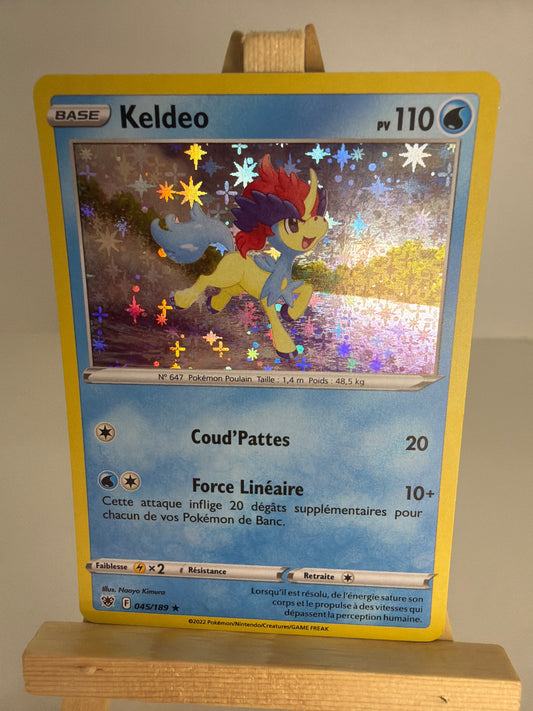 BASE Keldeo PV 110
N° 647 Pokémon Poulain Taille : 1,4 m Poids : 48,5 kg
Coud'Pattes 20
Force Linéaire 10+
Cette attaque inflige 20 dégâts supplémentaires pour
chacun de vos Pokémon de Banc.
Faiblesse ×2 Résistance Retraite
Illus. Naoyo Kimura
F 045/189 ★
Lorsqu'il est résolu, de l'énergie sature son
corps et le propulse à des vitesses qui
dépassent la perception humaine.
©2022 Pokémon/Nintendo/Creatures/GAME FREAK